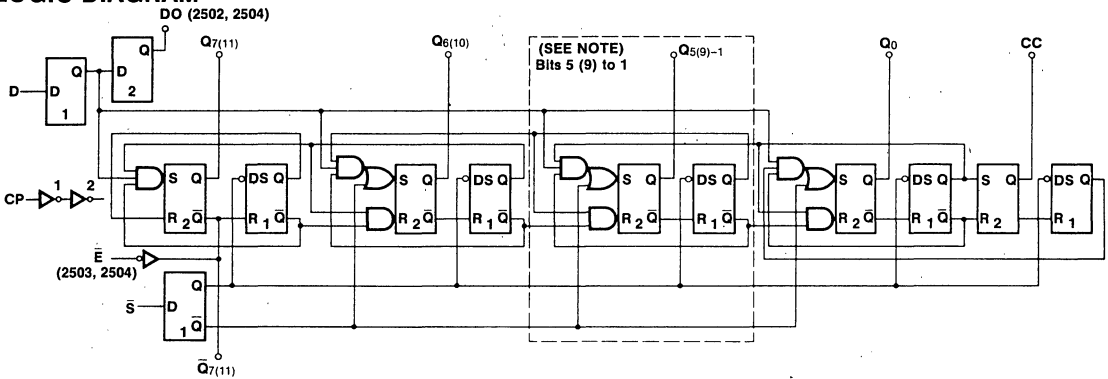 LOGIC DIAGRAM
DO (2502, 2504)
Q7(11)
Q6(10)
(SEE NOTE)
Bits 5 (9) to 1
Q5(9)-1
Q0
CC
D
D Q
1
D Q
2
CP
1 2
S
R 2 Q̅
DS Q
R 1 Q̅
S
R 2 Q̅
DS Q
R 1 Q̅
S
R 2 Q̅
DS Q
R 1 Q̅
S
R 2 Q̅
DS Q
R 1 Q̅
S
R 2
DS Q
R 1
E̅
(2503, 2504)
S̅
D Q
1 Q̅
Q̅7(11)